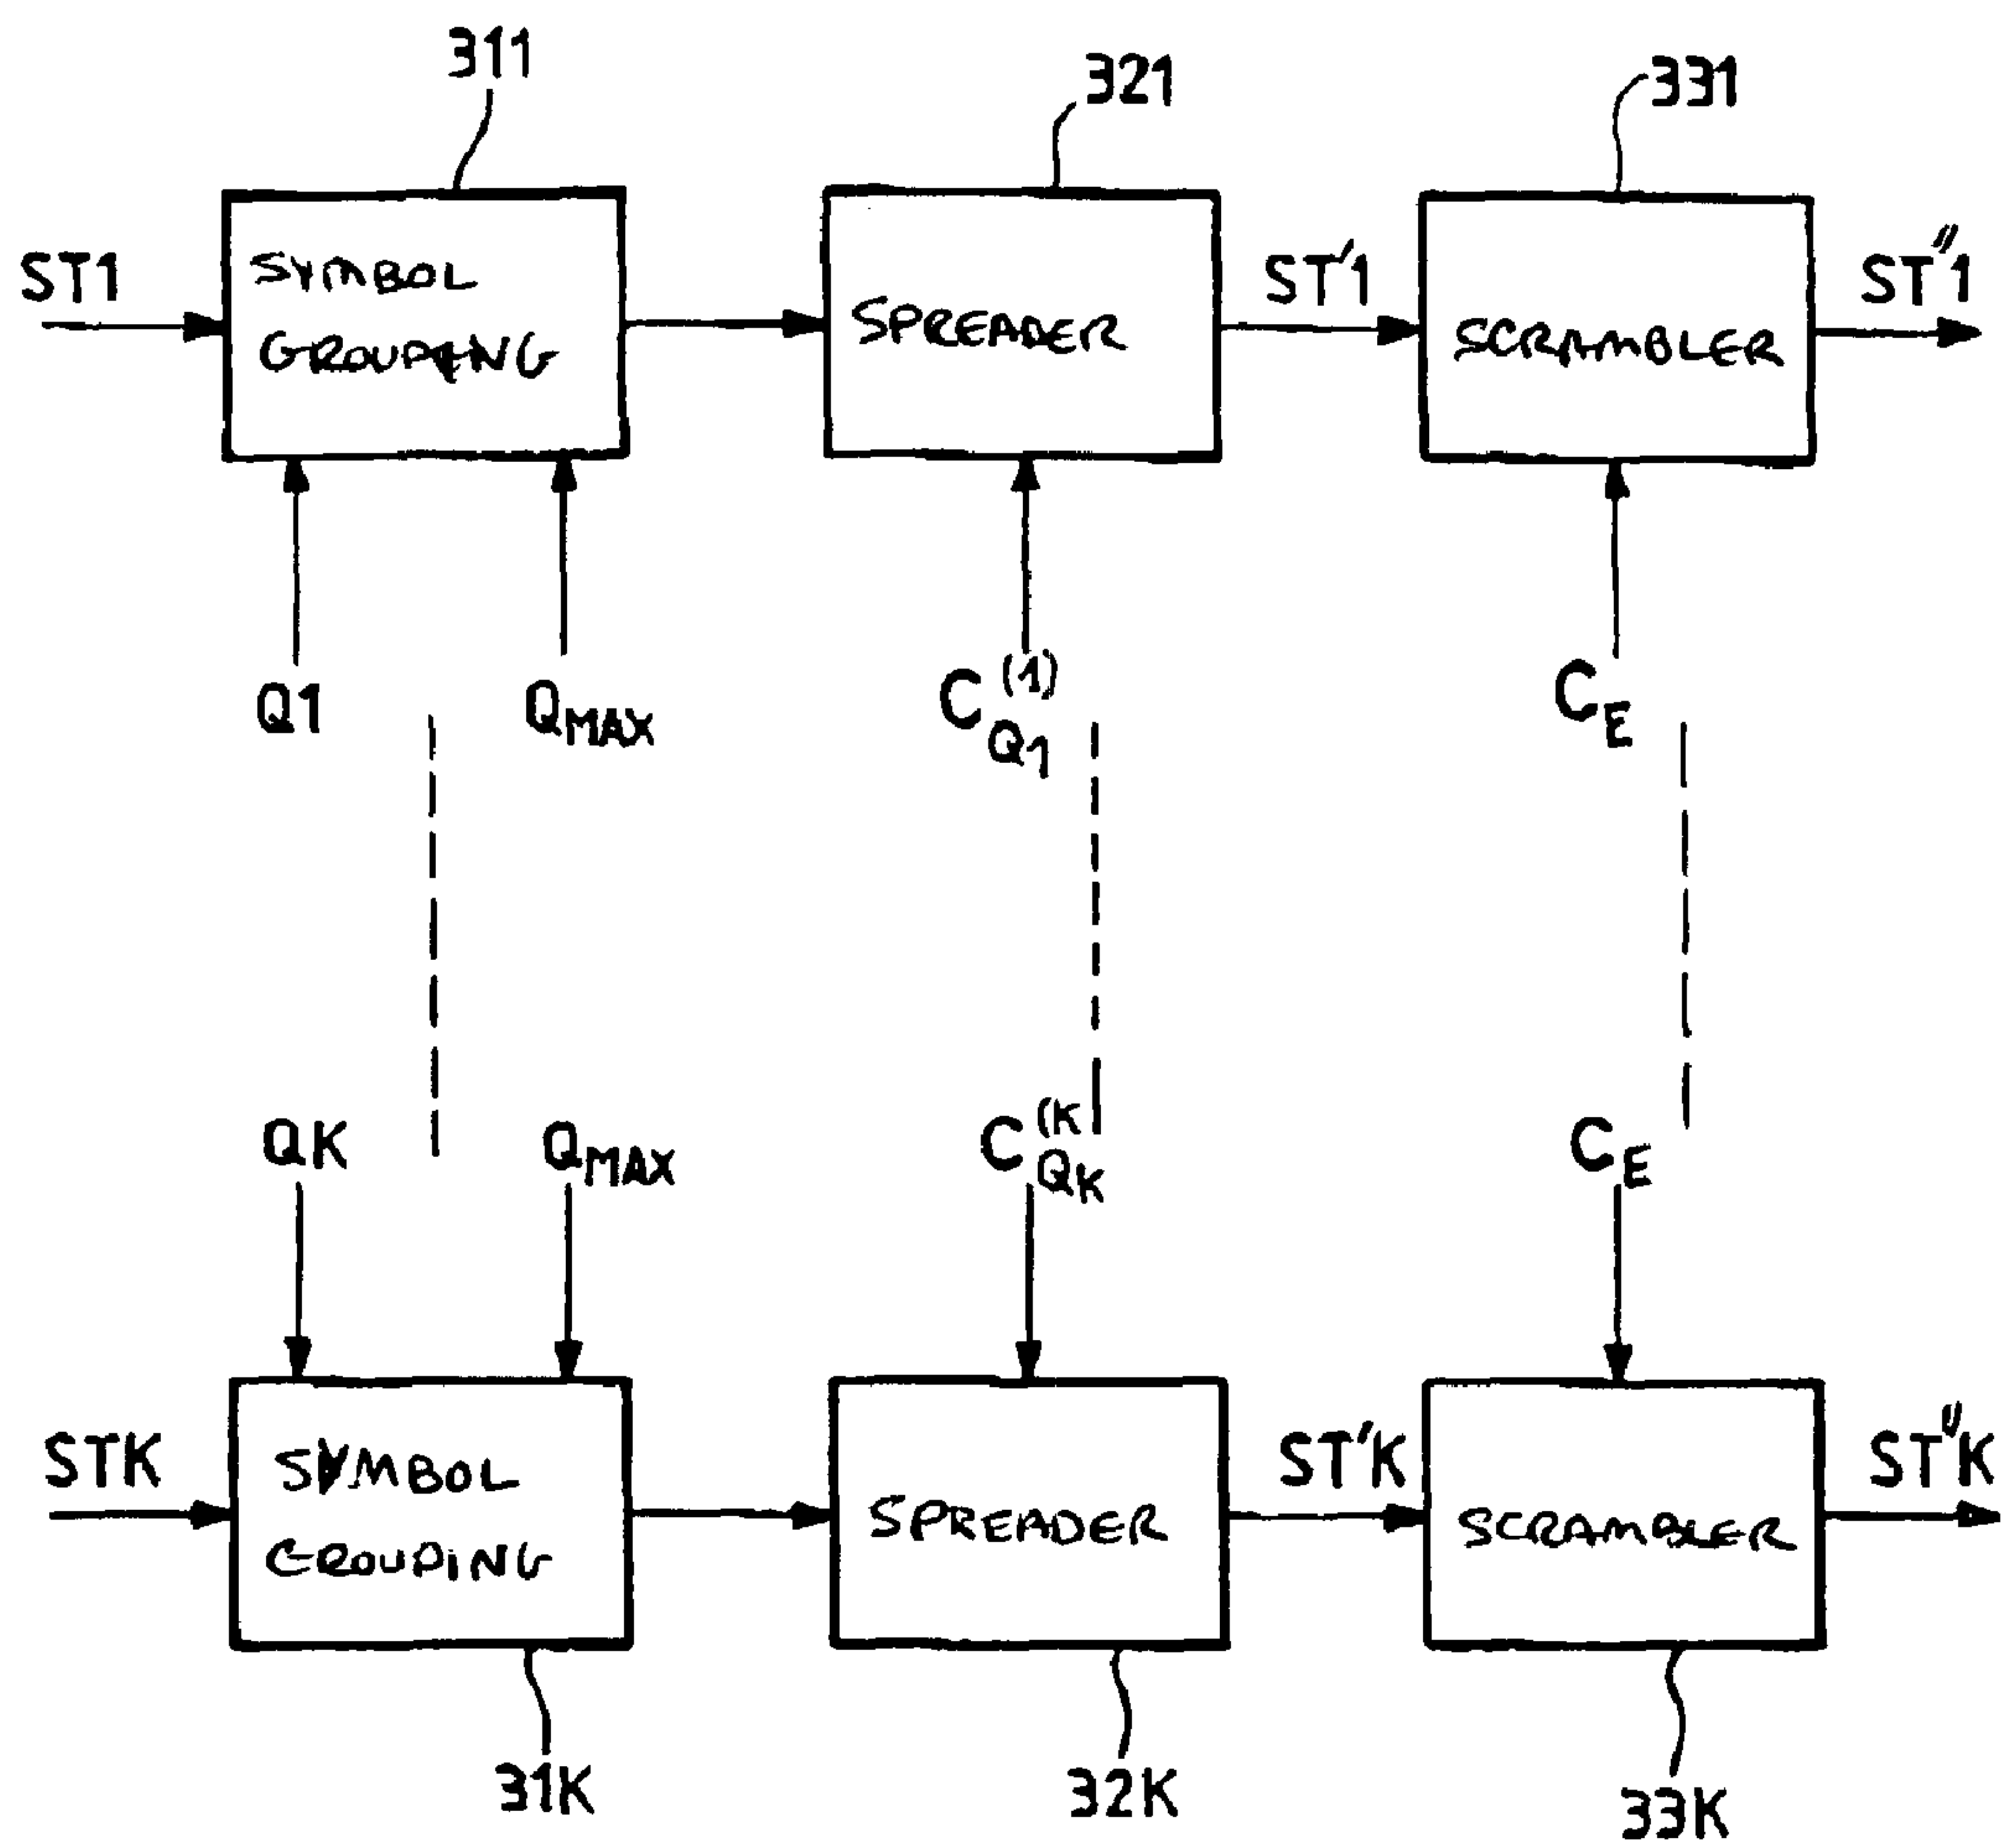 311
321
331
ST1
SYMBOL
GROUPING
SPREADER
ST'1
SCRAMBLER
ST''1
Q1
QMAX
C(1)Q1
CE
QK
QMAX
C(KQK
CE
STK
SYMBOL
GROUPING
SPREADER
ST'K
SCRAMBLER
ST''K
31K
32K
33K